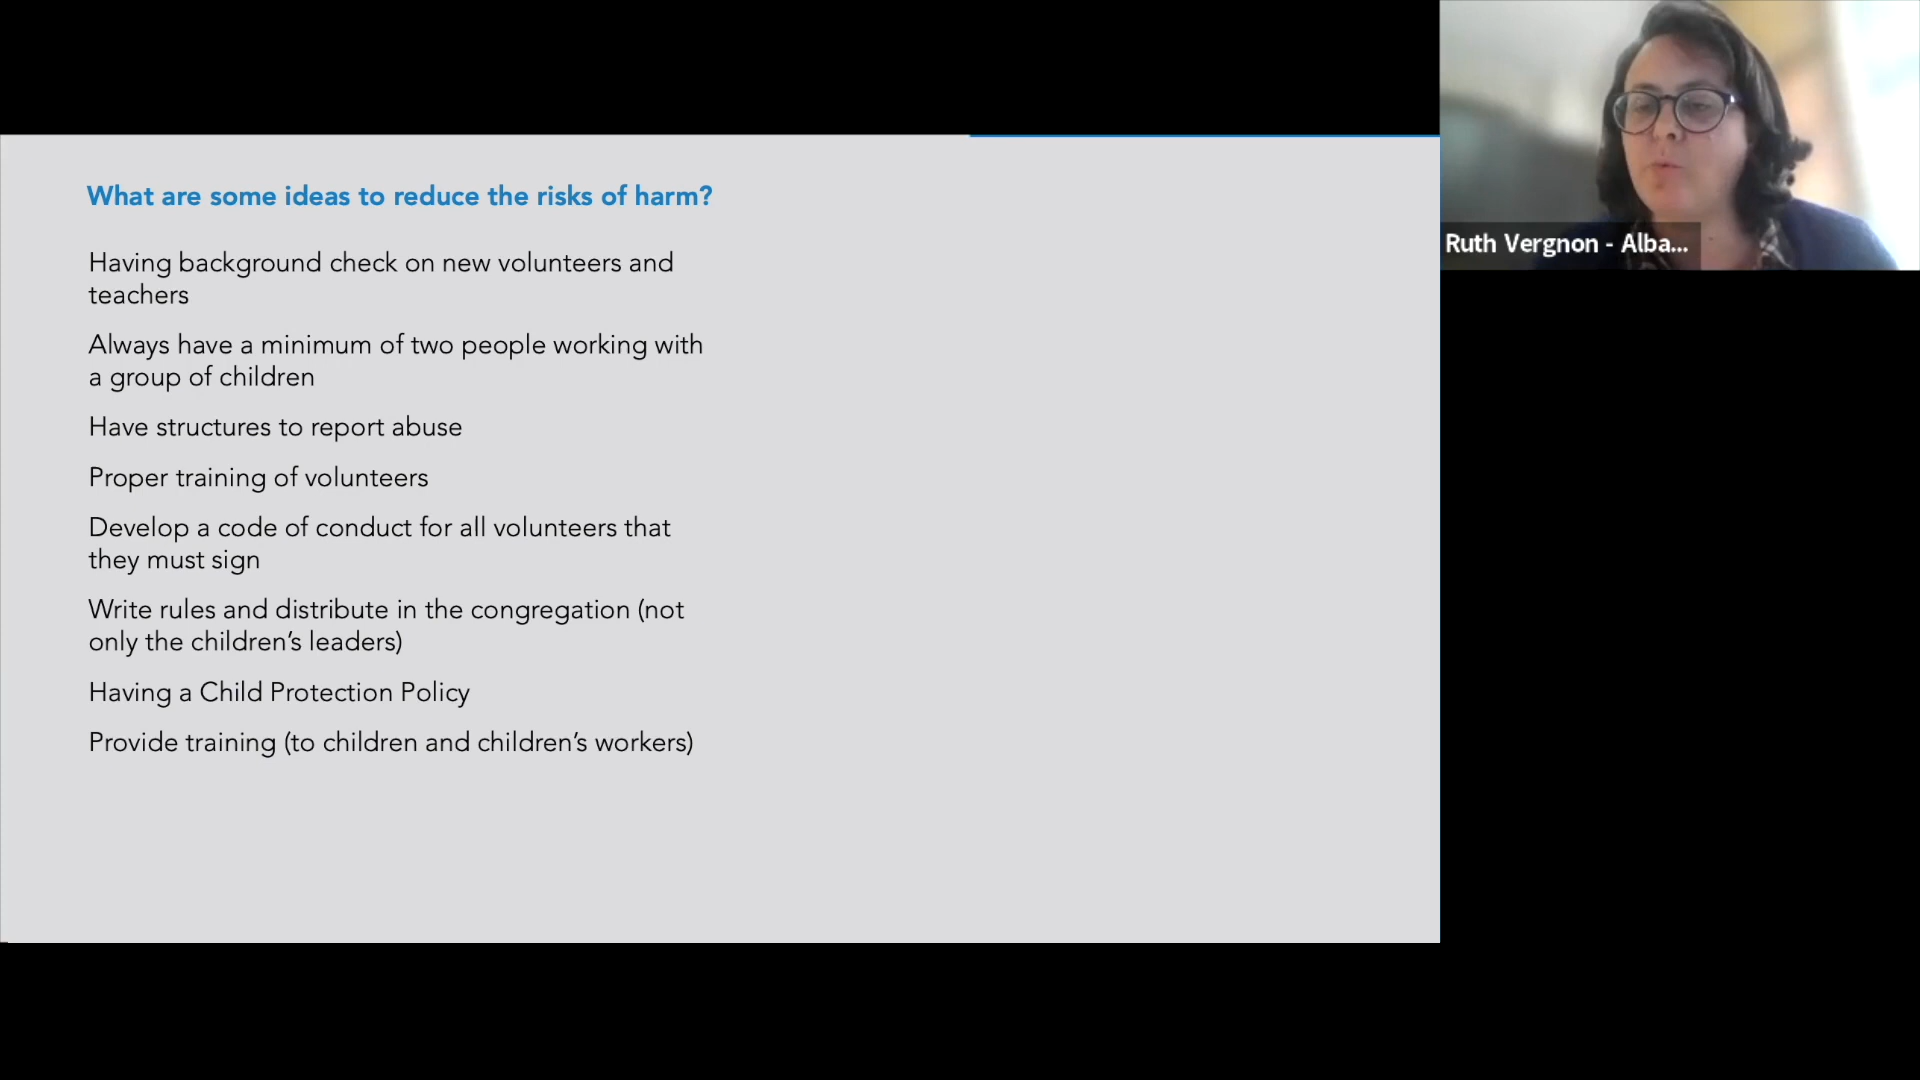 What are some ideas to reduce the risks of harm?
Having background check on new volunteers and
teachers
Always have a minimum of two people working with
a group of children
Have structures to report abuse
Proper training of volunteers
Develop a code of conduct for all volunteers that
they must sign
Write rules and distribute in the congregation (not
only the children’s leaders)
Having a Child Protection Policy
Provide training (to children and children’s workers)
Ruth Vergnon - Alba...